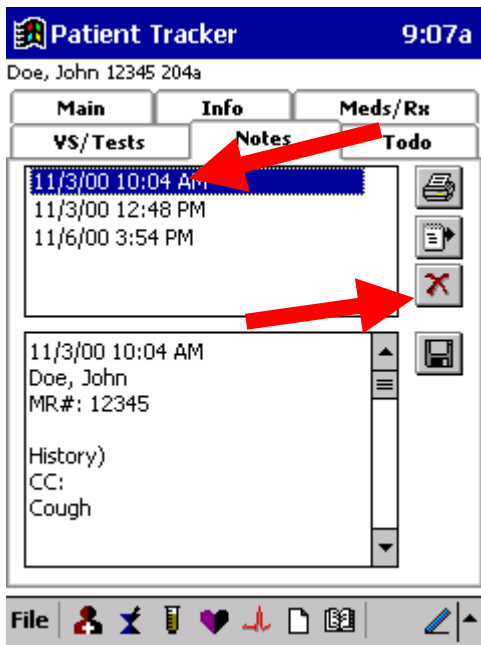 Patient Tracker 9:07a
Doe, John 12345 204a
Main Info Meds/Rx
VS/Tests Notes Todo
11/3/00 10:04 AM
11/3/00 12:48 PM
11/6/00 3:54 PM
11/3/00 10:04 AM
Doe, John
MR#: 12345
History)
CC:
Cough
File